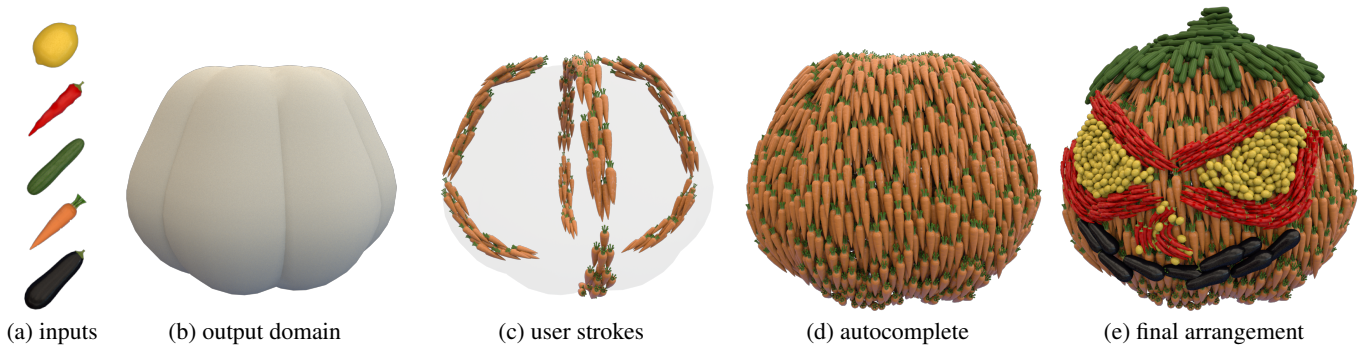 (a) inputs
(b) output domain
(c) user strokes
(d) autocomplete
(e) final arrangement